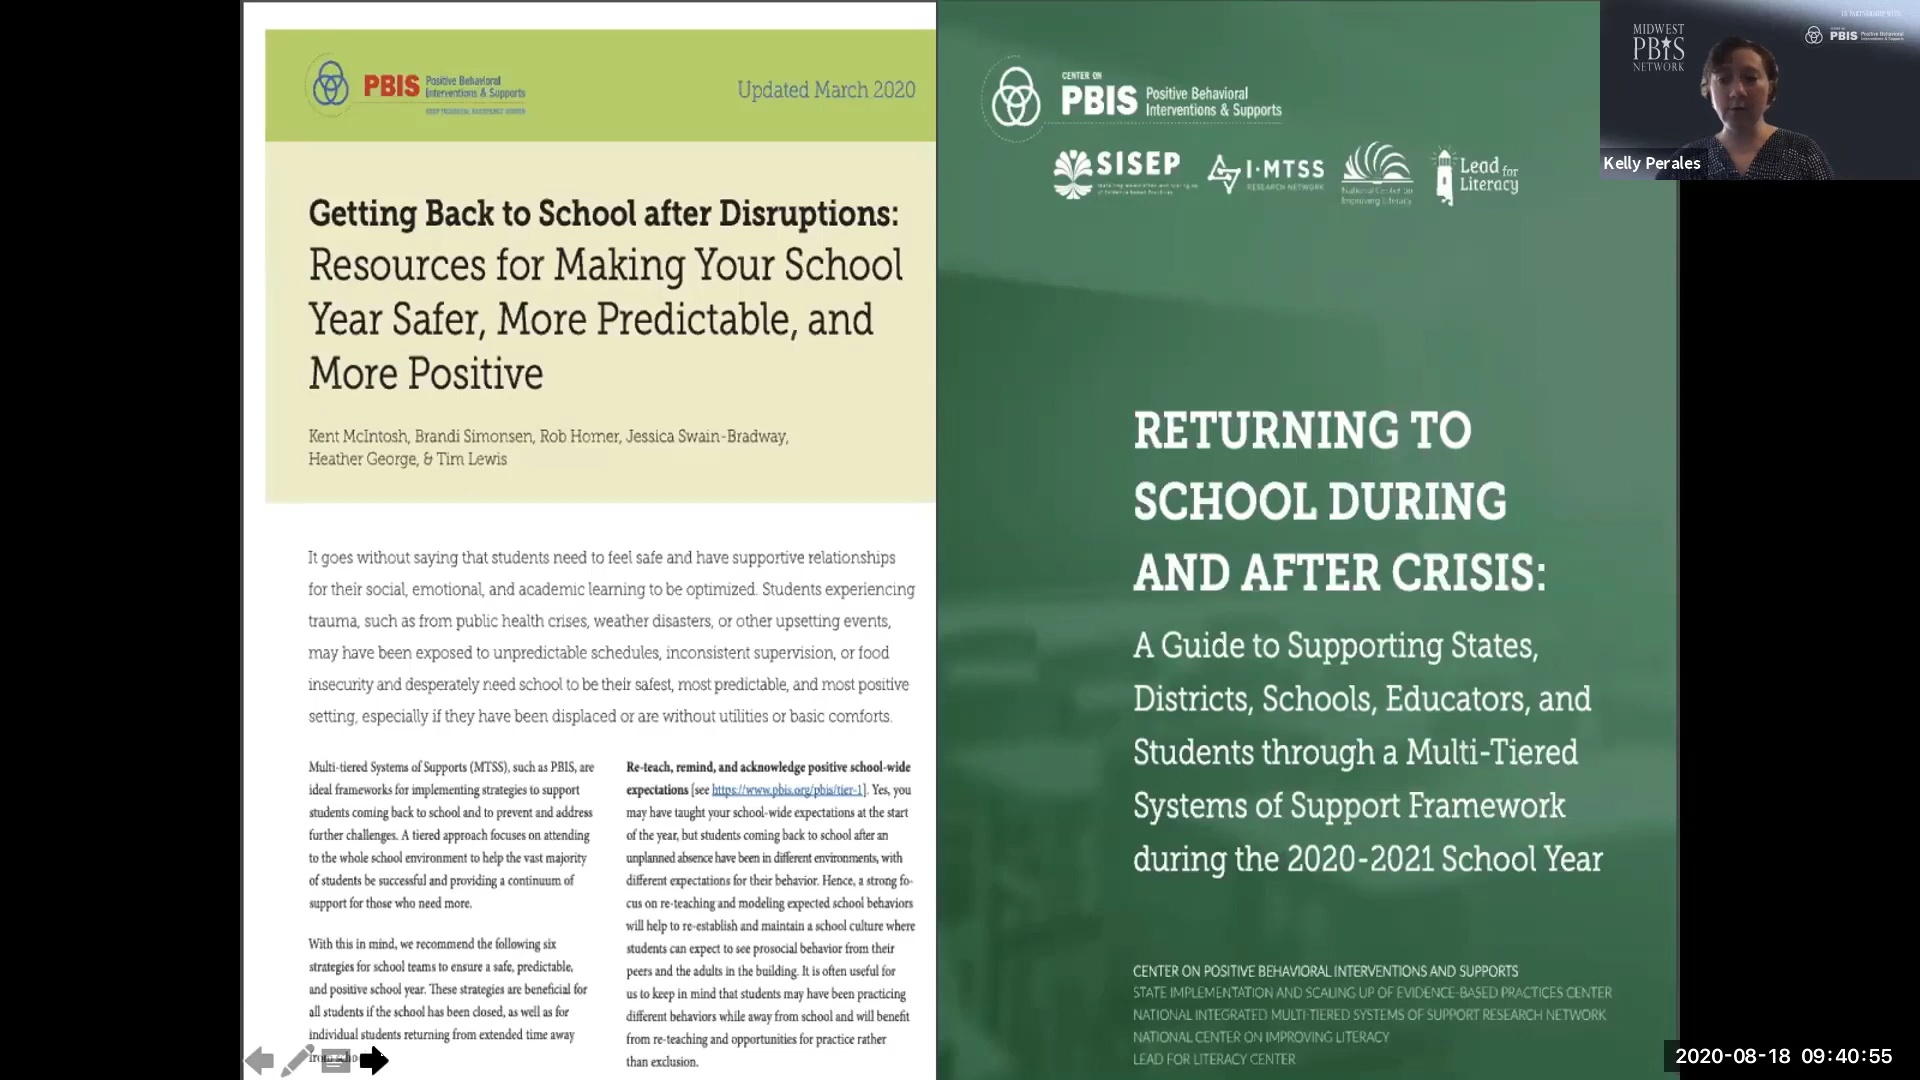 PBIS Positive Behavioral
Interventions & Supports
Updated March 2020
Getting Back to School after Disruptions:
Resources for Making Your School
Year Safer, More Predictable, and
More Positive
Kent McIntosh, Brandi Simonsen, Rob Horner, Jessica Swain-Bradway,
Heather George, & Tim Lewis
It goes without saying that students need to feel safe and have supportive relationships
for their social, emotional, and academic learning to be optimized. Students experiencing
trauma, such as from public health crises, weather disasters, or other upsetting events,
may have been exposed to unpredictable schedules, inconsistent supervision, or food
insecurity and desperately need school to be their safest, most predictable, and most positive
setting, especially if they have been displaced or are without utilities or basic comforts.
Multi-tiered Systems of Supports (MTSS), such as PBIS, are
ideal frameworks for implementing strategies to support
students coming back to school and to prevent and address
further challenges. A tiered approach focuses on attending
to the whole school environment to help the vast majority
of students be successful and providing a continuum of
support for those who need more.
With this in mind, we recommend the following six
strategies for school teams to ensure a safe, predictable,
and positive school year. These strategies are beneficial for
all students if the school has been closed, as well as for
individual students returning from extended time away
Re-teach, remind, and acknowledge positive school-wide
expectations [see https://www.pbis.org/pbis/tier-1]. Yes, you
may have taught your school-wide expectations at the start
of the year, but students coming back to school after an
unplanned absence have been in different environments, with
different expectations for their behavior. Hence, a strong fo-
cus on re-teaching and modeling expected school behaviors
will help to re-establish and maintain a school culture where
students can expect to see prosocial behavior from their
peers and the adults in the building. It is often useful for
us to keep in mind that students may have been practicing
different behaviors while away from school and will benefit
from re-teaching and opportunities for practice rather
than exclusion.
CENTER ON
PBIS Positive Behavioral
Interventions & Supports
SISEP
I-MTSS
RESEARCH NETWORK
National Center on
Improving Literacy
Lead for
Literacy
RETURNING TO
SCHOOL DURING
AND AFTER CRISIS:
A Guide to Supporting States,
Districts, Schools, Educators, and
Students through a Multi-Tiered
Systems of Support Framework
during the 2020-2021 School Year
CENTER ON POSITIVE BEHAVIORAL INTERVENTIONS AND SUPPORTS
STATE IMPLEMENTATION AND SCALING UP OF EVIDENCE-BASED PRACTICES CENTER
NATIONAL INTEGRATED MULTI-TIERED SYSTEMS OF SUPPORT RESEARCH NETWORK
NATIONAL CENTER ON IMPROVING LITERACY
LEAD FOR LITERACY CENTER
MIDWEST
PBIS
NETWORK
IN PARTNERSHIP WITH
PBIS Positive Behavioral
Interventions & Supports
Kelly Perales
2020-08-18 09:40:55